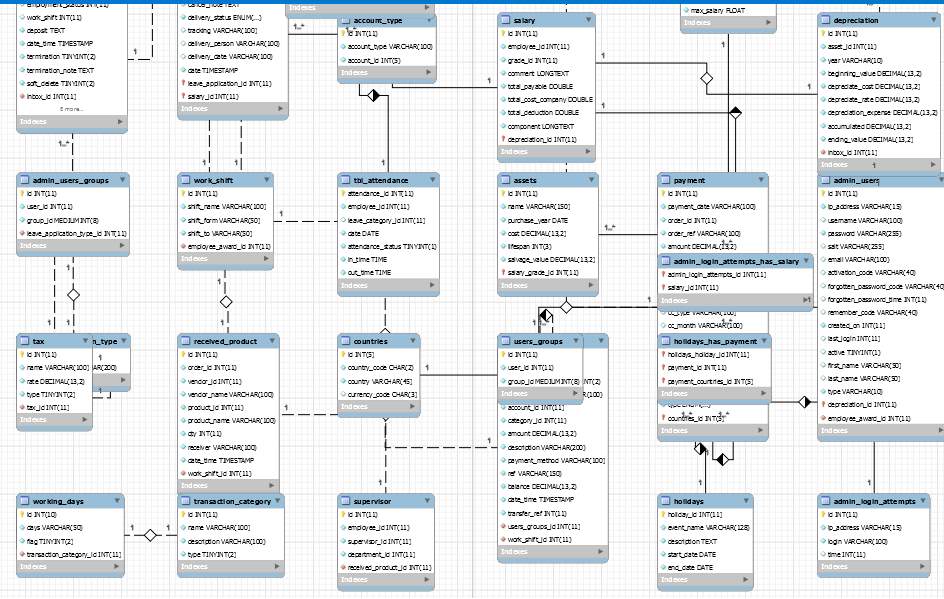 work_shift INT(11)
deposit TEXT
date_time TIMESTAMP
termination TINYINT(2)
termination_note TEXT
soft_delete TINYINT(2)
inbox_id INT(11)
Indexes
delivery_status ENUM(...)
tracking VARCHAR(100)
delivery_person VARCHAR(100)
delivery_date VARCHAR(100)
date TIMESTAMP
leave_application_id INT(11)
salary_id INT(11)
Indexes
account_type
id INT(11)
account_type VARCHAR(100)
account_id INT(5)
Indexes
salary
id INT(11)
employee_id INT(11)
grade_id INT(11)
comment LONGTEXT
total_payable DOUBLE
total_cost_company DOUBLE
total_deduction DOUBLE
component LONGTEXT
depreciation_id INT(11)
Indexes
max_salary FLOAT
Indexes
depreciation
id INT(11)
asset_id INT(11)
year VARCHAR(10)
beginning_value DECIMAL(13,2)
depreciate_cost DECIMAL(13,2)
depreciate_rate DECIMAL(13,2)
depreciation_expense DECIMAL(13,2)
accumulated DECIMAL(13,2)
ending_value DECIMAL(13,2)
inbox_id INT(11)
Indexes
admin_users_groups
id INT(11)
user_id INT(11)
group_id MEDIUMINT(8)
leave_application_type_id INT(11)
Indexes
work_shift
id INT(11)
shift_name VARCHAR(100)
shift_form VARCHAR(50)
shift_to VARCHAR(50)
employee_award_id INT(11)
Indexes
tbl_attendance
attendance_id INT(11)
employee_id INT(11)
leave_category_id INT(11)
date DATE
attendance_status TINYINT(1)
in_time TIME
out_time TIME
Indexes
assets
id INT(11)
name VARCHAR(150)
purchase_year DATE
cost DECIMAL(13,2)
lifespan INT(3)
salvage_value DECIMAL(13,2)
salary_grade_id INT(11)
Indexes
payment
id INT(11)
payment_date VARCHAR(100)
order_id INT(11)
order_ref VARCHAR(100)
amount DECIMAL(13,2)
admin_login_attempts_has_salary
admin_login_attempts_id INT(11)
salary_id INT(11)
Indexes
cc_month VARCHAR(100)
holidays_has_payment
holidays_holiday_id INT(11)
payment_id INT(11)
payment_countries_id INT(5)
Indexes
countries_id INT(5)
Indexes
admin_users
id INT(11)
ip_address VARCHAR(15)
username VARCHAR(100)
password VARCHAR(255)
salt VARCHAR(255)
email VARCHAR(100)
activation_code VARCHAR(40)
forgotten_password_code VARCHAR(40)
forgotten_password_time INT(11)
remember_code VARCHAR(40)
created_on INT(11)
last_login INT(11)
active TINYINT(1)
first_name VARCHAR(50)
last_name VARCHAR(50)
type VARCHAR(10)
depreciation_id INT(11)
employee_award_id INT(11)
Indexes
tax
id INT(11)
name VARCHAR(100)
rate DECIMAL(13,2)
type TINYINT(2)
tax_id INT(11)
Indexes
n_type
AR(200)
received_product
id INT(11)
order_id INT(11)
vendor_id INT(11)
vendor_name VARCHAR(100)
product_id INT(11)
product_name VARCHAR(100)
qty INT(11)
receiver VARCHAR(100)
date_time TIMESTAMP
work_shift_id INT(11)
Indexes
countries
id INT(5)
country_code CHAR(2)
country VARCHAR(45)
currency_code CHAR(3)
Indexes
users_groups
id INT(11)
user_id INT(11)
group_id MEDIUMINT(8)
Indexes
account_id INT(11)
category_id INT(11)
amount DECIMAL(13,2)
description VARCHAR(200)
payment_method VARCHAR(100)
ref VARCHAR(150)
balance DECIMAL(13,2)
date_time TIMESTAMP
transfer_ref INT(11)
users_groups_id INT(11)
work_shift_id INT(11)
Indexes
working_days
id INT(10)
days VARCHAR(50)
flag TINYINT(2)
transaction_category_id INT(11)
Indexes
transaction_category
id INT(11)
name VARCHAR(100)
description VARCHAR(100)
type TINYINT(2)
Indexes
supervisor
id INT(11)
employee_id INT(11)
supervisor_id INT(11)
department_id INT(11)
received_product_id INT(11)
Indexes
holidays
holiday_id INT(11)
event_name VARCHAR(128)
description TEXT
start_date DATE
end_date DATE
Indexes
admin_login_attempts
id INT(11)
ip_address VARCHAR(15)
login VARCHAR(100)
time INT(11)
Indexes